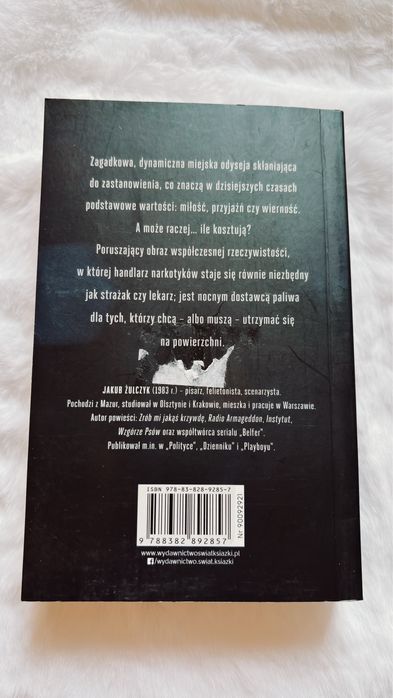 Zagadkowa, dynamiczna miejska odyseja skłaniająca
do zastanowienia, co znaczą w dzisiejszych czasach
podstawowe wartości: miłość, przyjaźń czy wierność.
A może raczej... ile kosztują?
Poruszający obraz współczesnej rzeczywistości,
w której handlarz narkotyków staje się równie niezbędny
jak strażak czy lekarz; jest nocnym dostawcą paliwa
dla tych, którzy chcą – albo muszą – utrzymać się
na powierzchni.
JAKUB ŻULCZYK (1983 r.) – pisarz, felietonista, scenarzysta.
Pochodzi z Mazur, studiował w Olsztynie i Krakowie, mieszka i pracuje w Warszawie.
Autor powieści: Zrób mi jakąś krzywdę, Radio Armageddon, Instytut,
Wzgórze Psów oraz współtwórca serialu „Belfer".
Publikował m.in. w „Polityce", „Dzienniku" i „Playboyu".
ISBN 978-83-828-9285-7
9 788382 892857
Nr 90092921
www.wydawnictwoswiatksiazki.pl
f/wydawnictwo.swiat.ksiazki